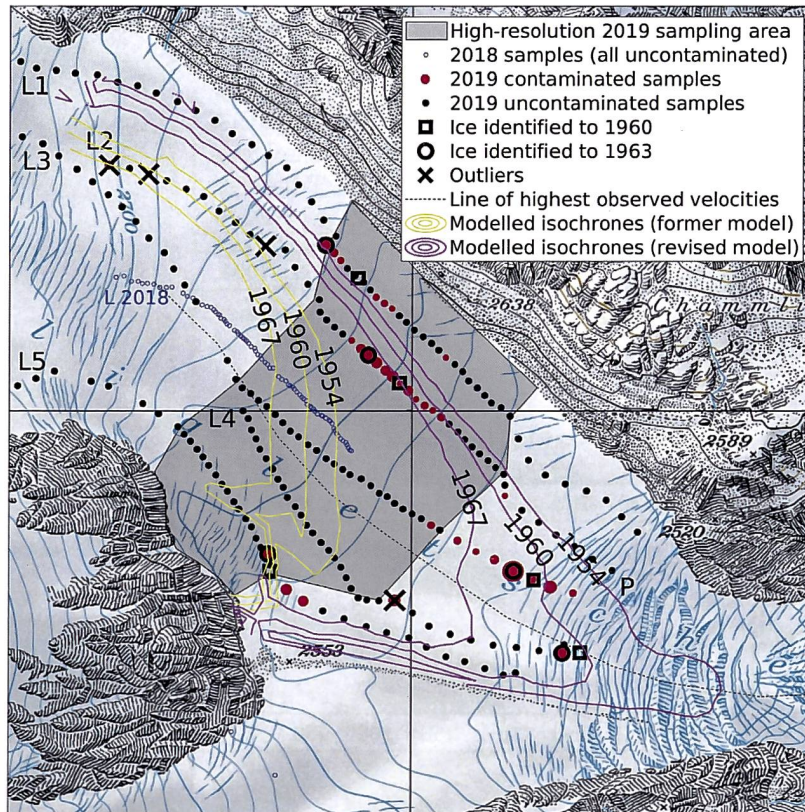 High-resolution 2019 sampling area
2018 samples (all uncontaminated)
2019 contaminated samples
2019 uncontaminated samples
Ice identified to 1960
Ice identified to 1963
Outliers
Line of highest observed velocities
Modelled isochrones (former model)
Modelled isochrones (revised model)
L1
L2
L3
L 2018
L5
L4
1967
1960
1954
2638
2589
2520
1967
1960
1954
P
2553